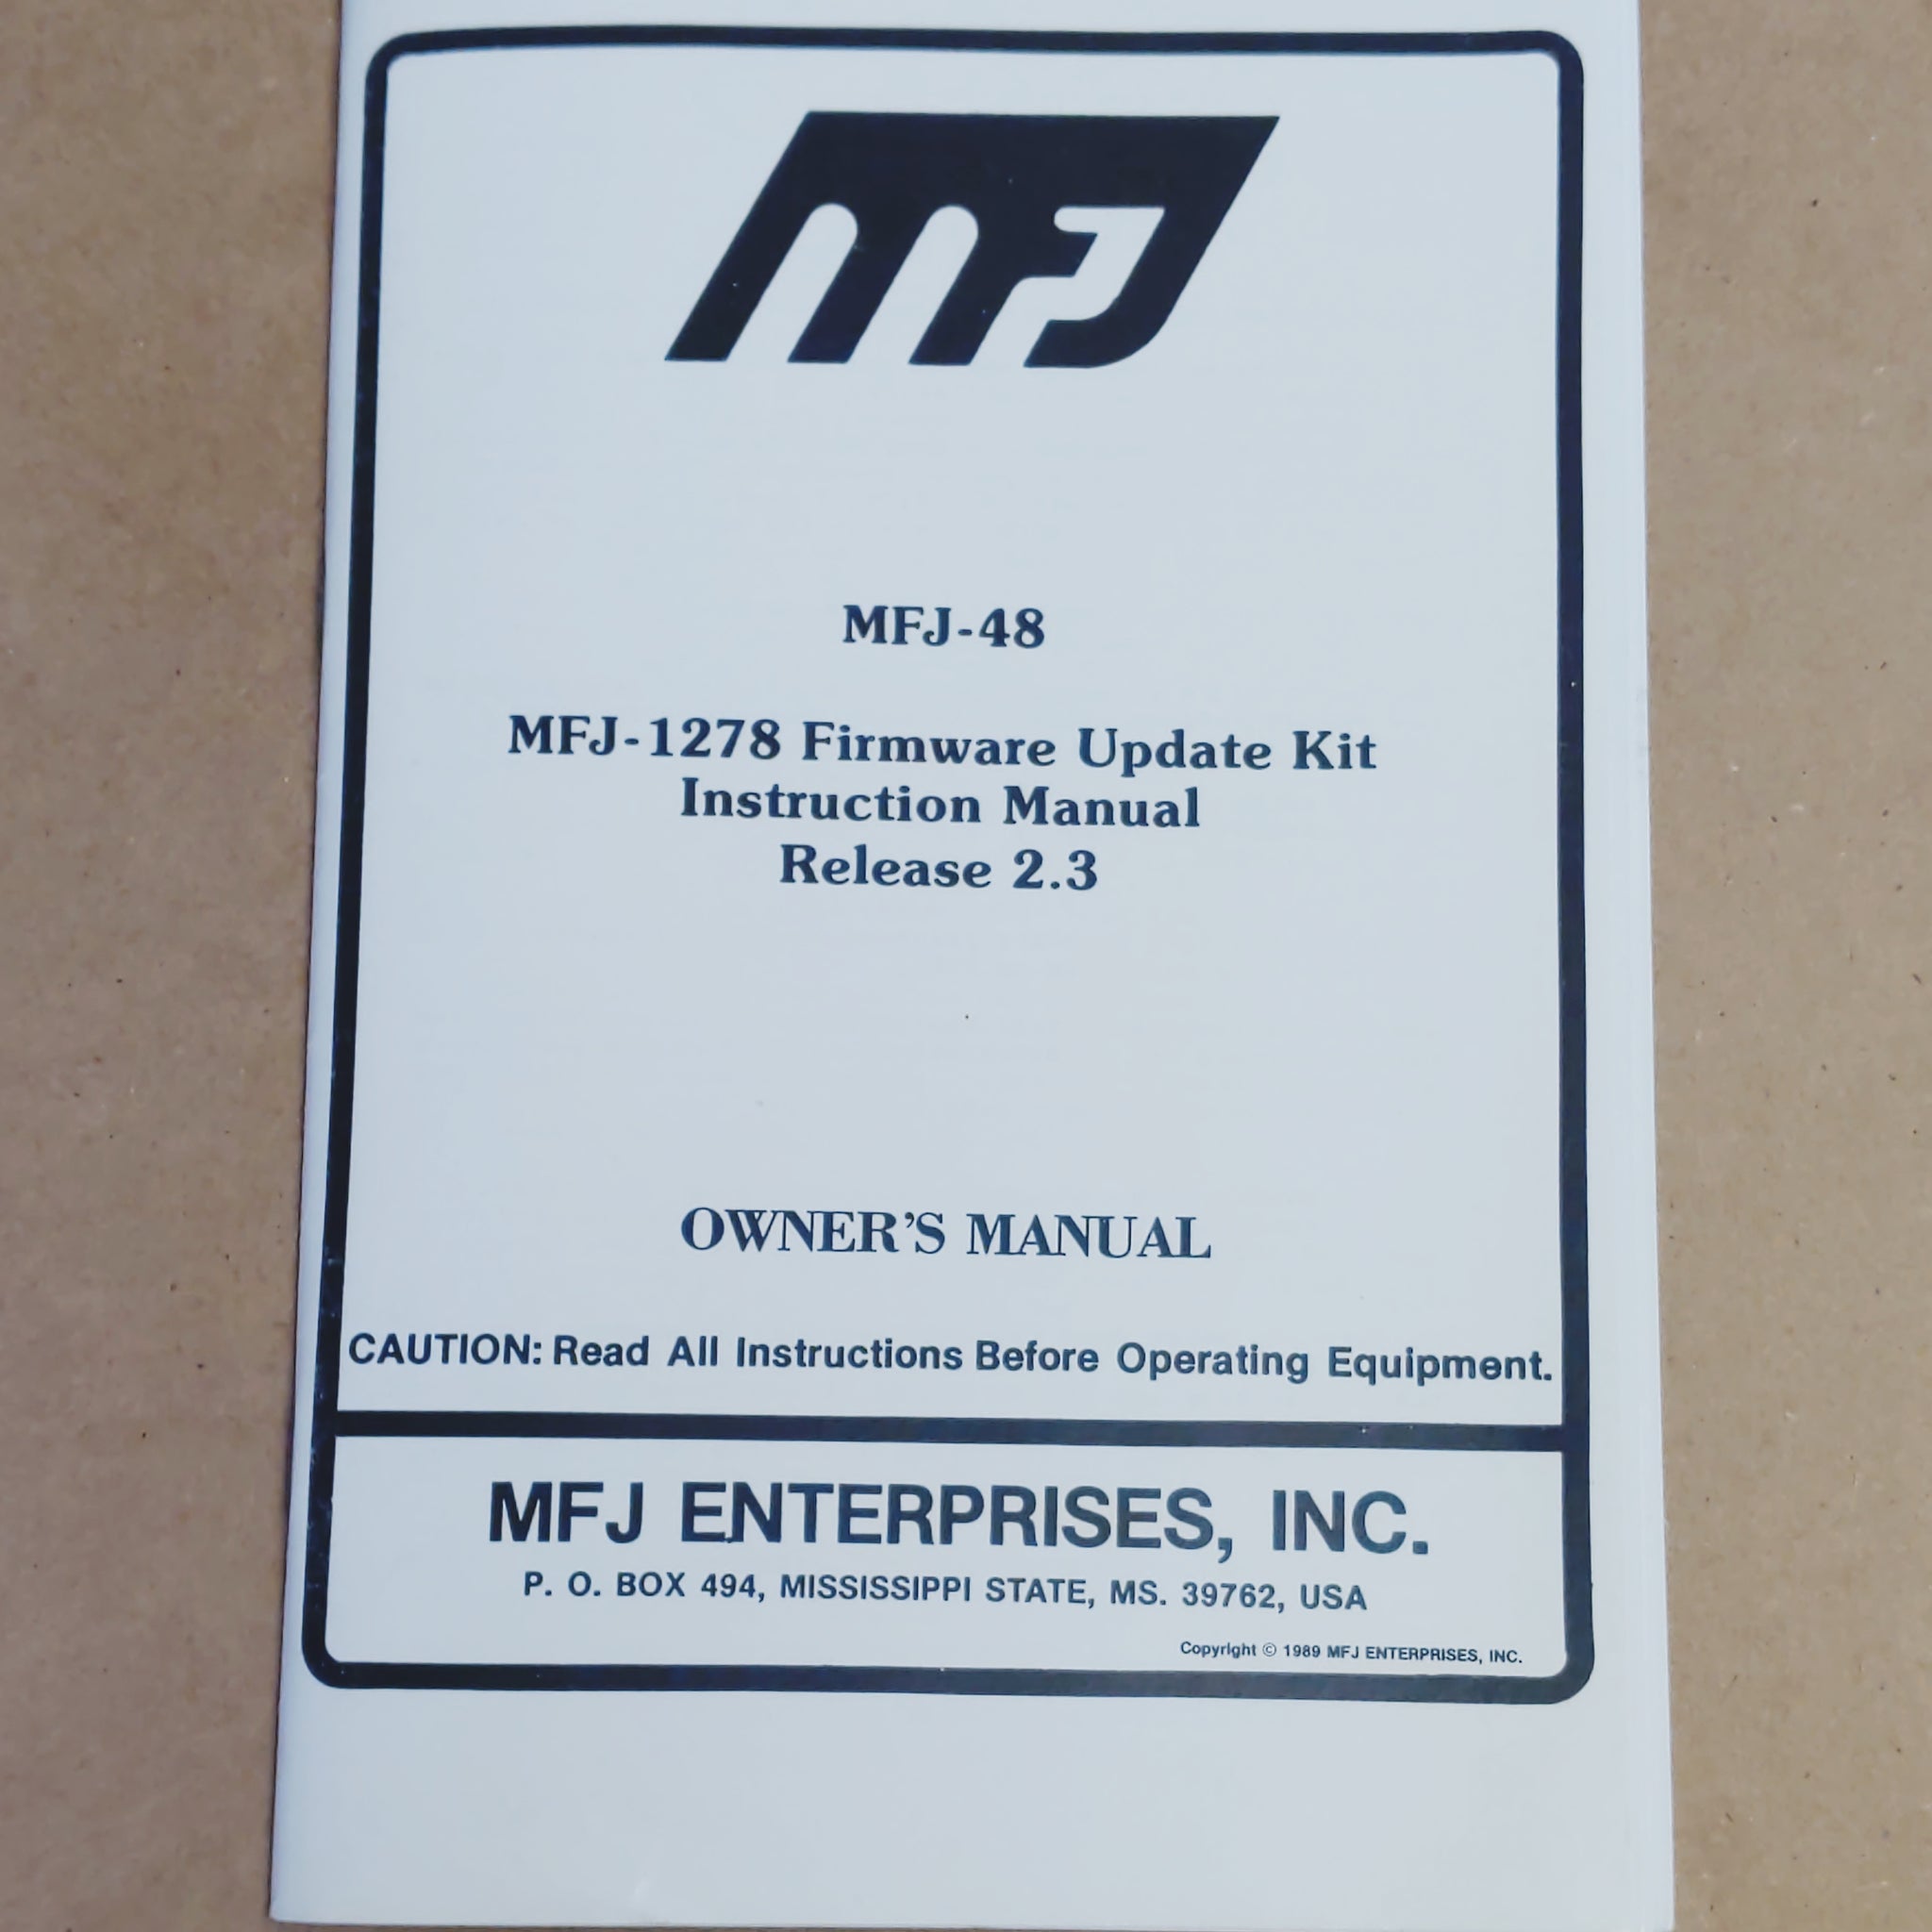 MFJ
MFJ-48
MFJ-1278 Firmware Update Kit
Instruction Manual
Release 2.3
OWNER'S MANUAL
CAUTION: Read All Instructions Before Operating Equipment.
MFJ ENTERPRISES, INC.
P. O. BOX 494, MISSISSIPPI STATE, MS. 39762, USA
Copyright © 1989 MFJ ENTERPRISES, INC.